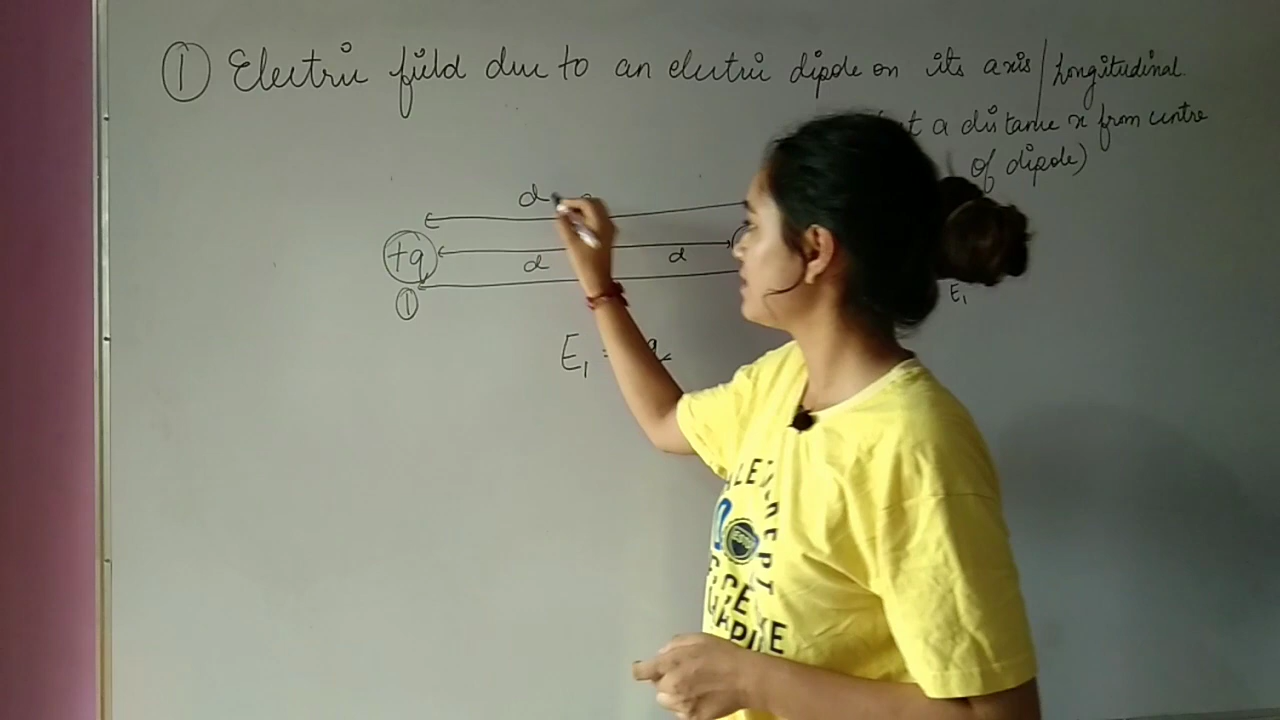 ① Electric field due to an electric dipole on its axis / Longitudinal.
at a distance x from centre
of dipole)
d
+q
d
d
①
E₁
E₁ =